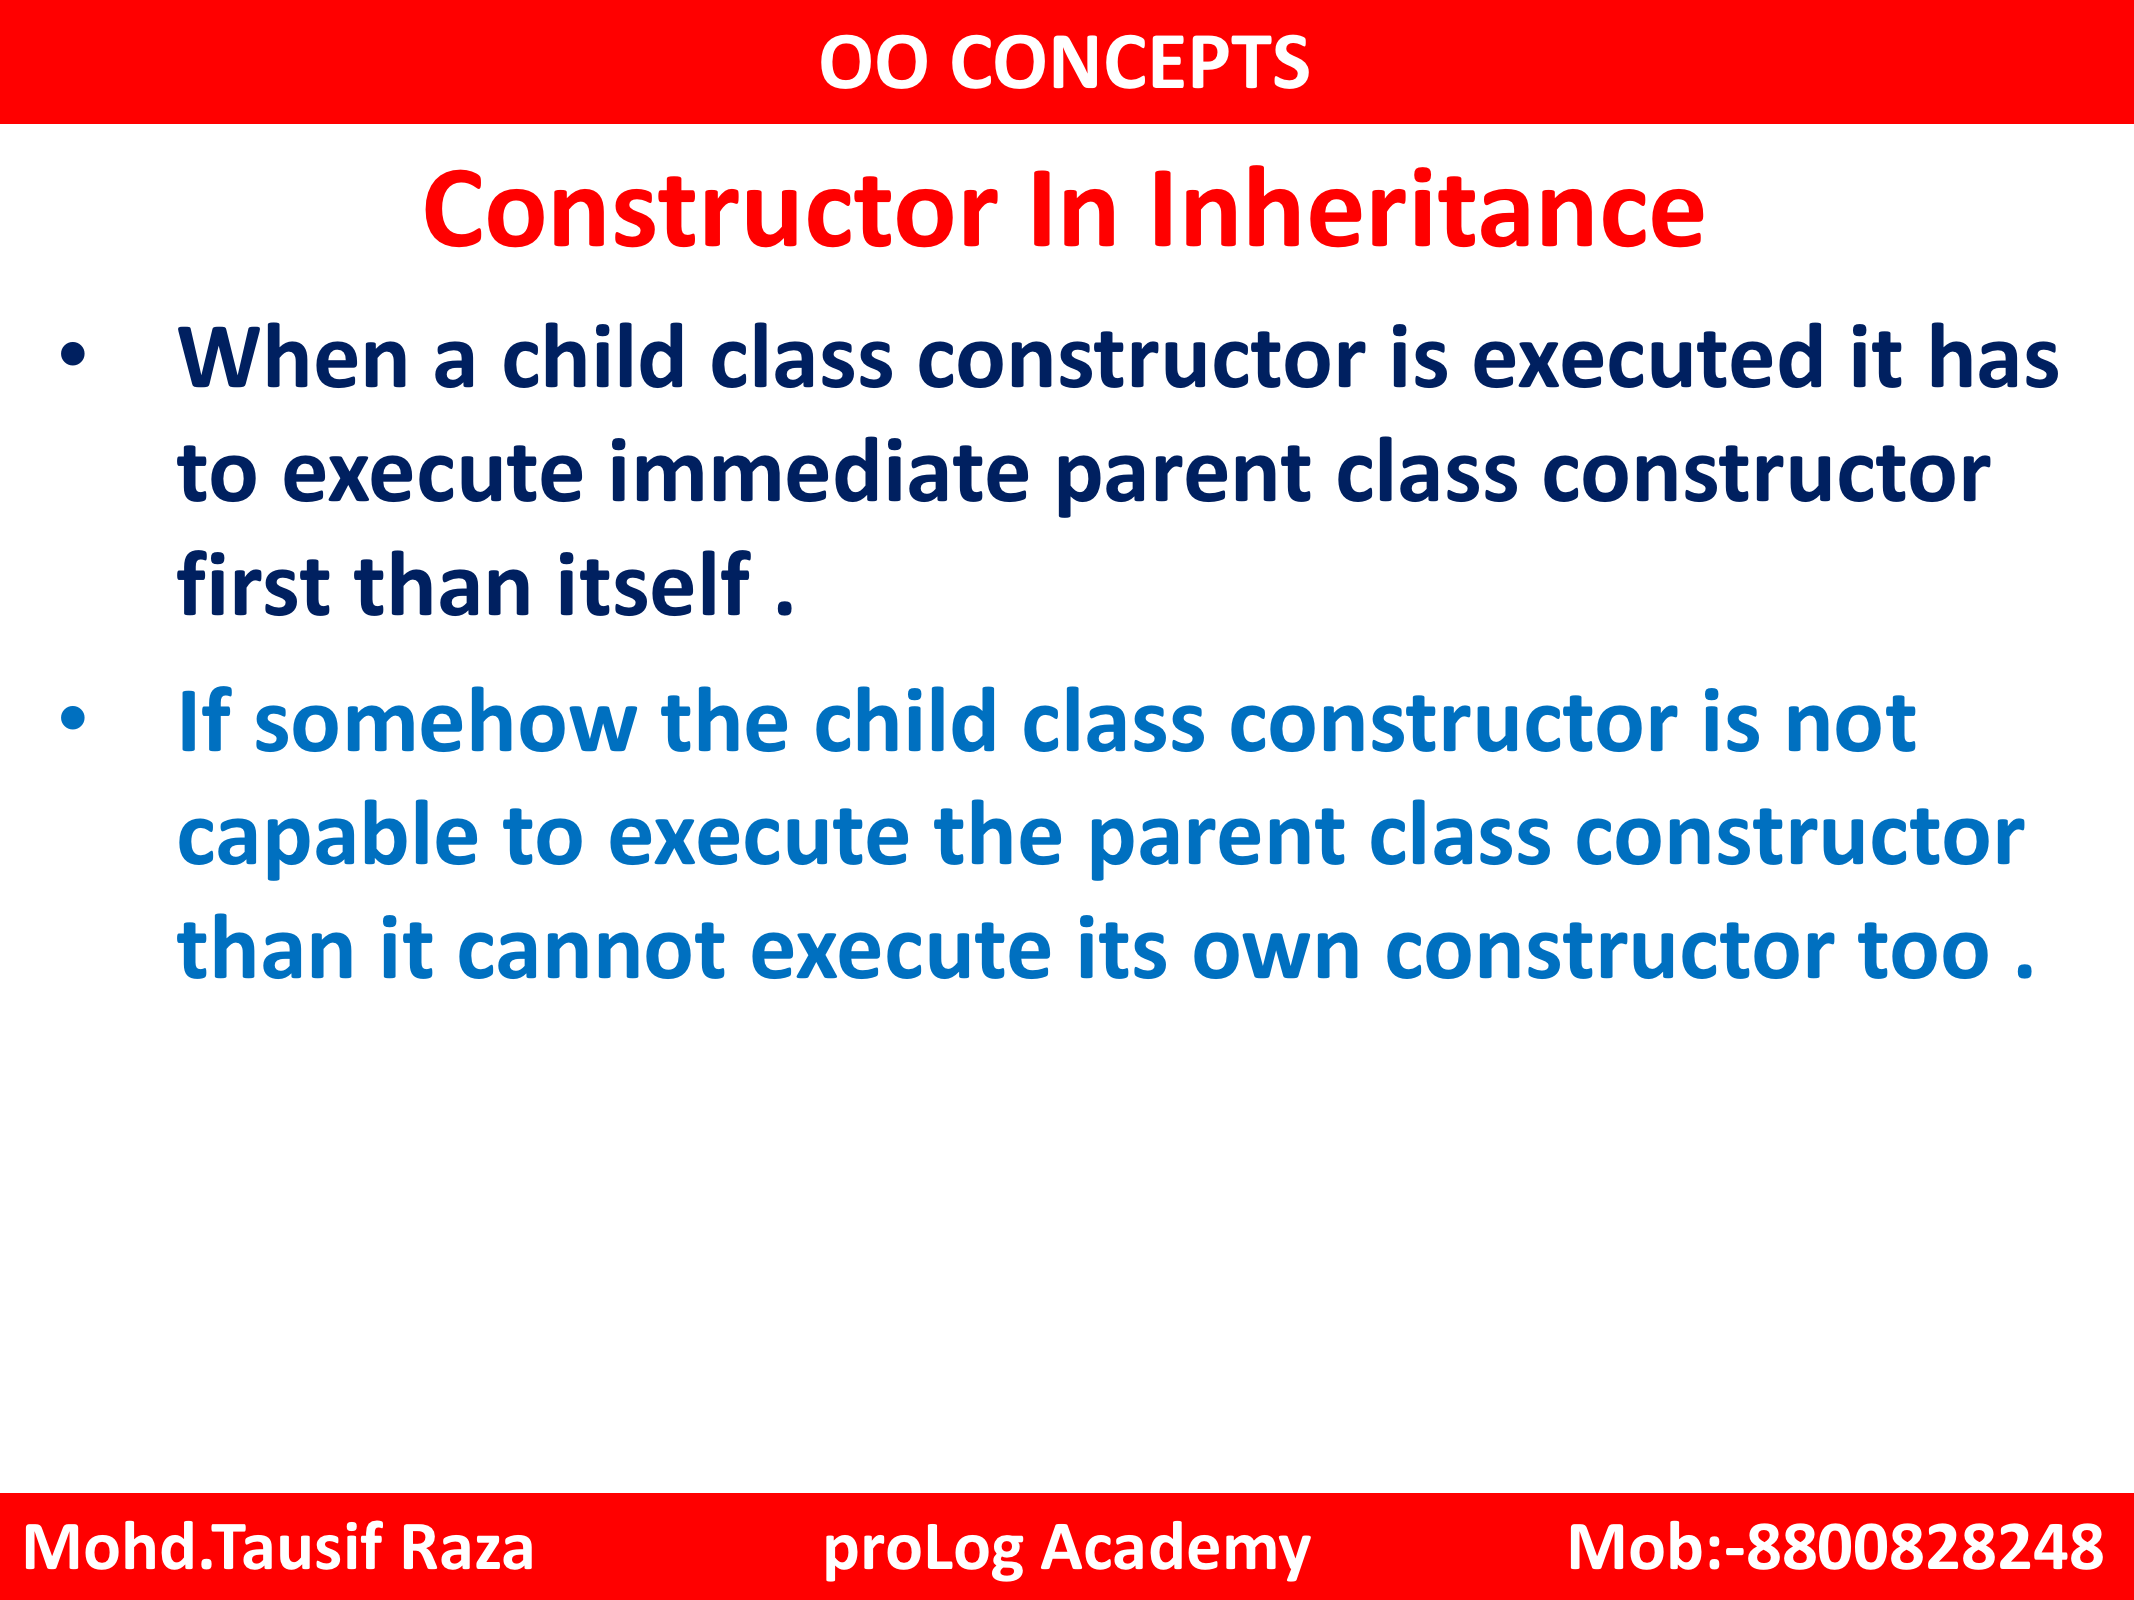 OO CONCEPTS
Constructor In Inheritance
• When a child class constructor is executed it has
to execute immediate parent class constructor
first than itself .
• If somehow the child class constructor is not
capable to execute the parent class constructor
than it cannot execute its own constructor too .
Mohd.Tausif Raza proLog Academy Mob:-8800828248